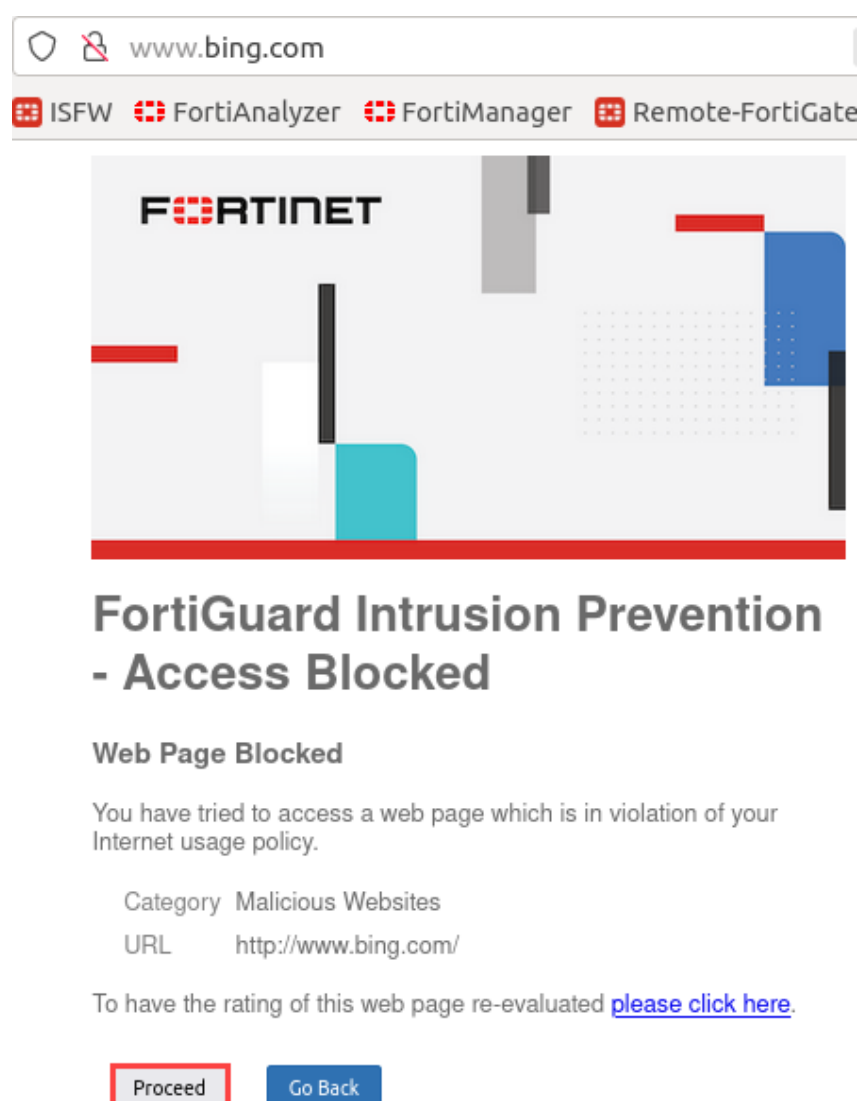 www.bing.com
ISFW FortiAnalyzer FortiManager Remote-FortiGate
FORTINET
FortiGuard Intrusion Prevention
- Access Blocked
Web Page Blocked
You have tried to access a web page which is in violation of your
Internet usage policy.
Category Malicious Websites
URL http://www.bing.com/
To have the rating of this web page re-evaluated please click here.
Proceed Go Back